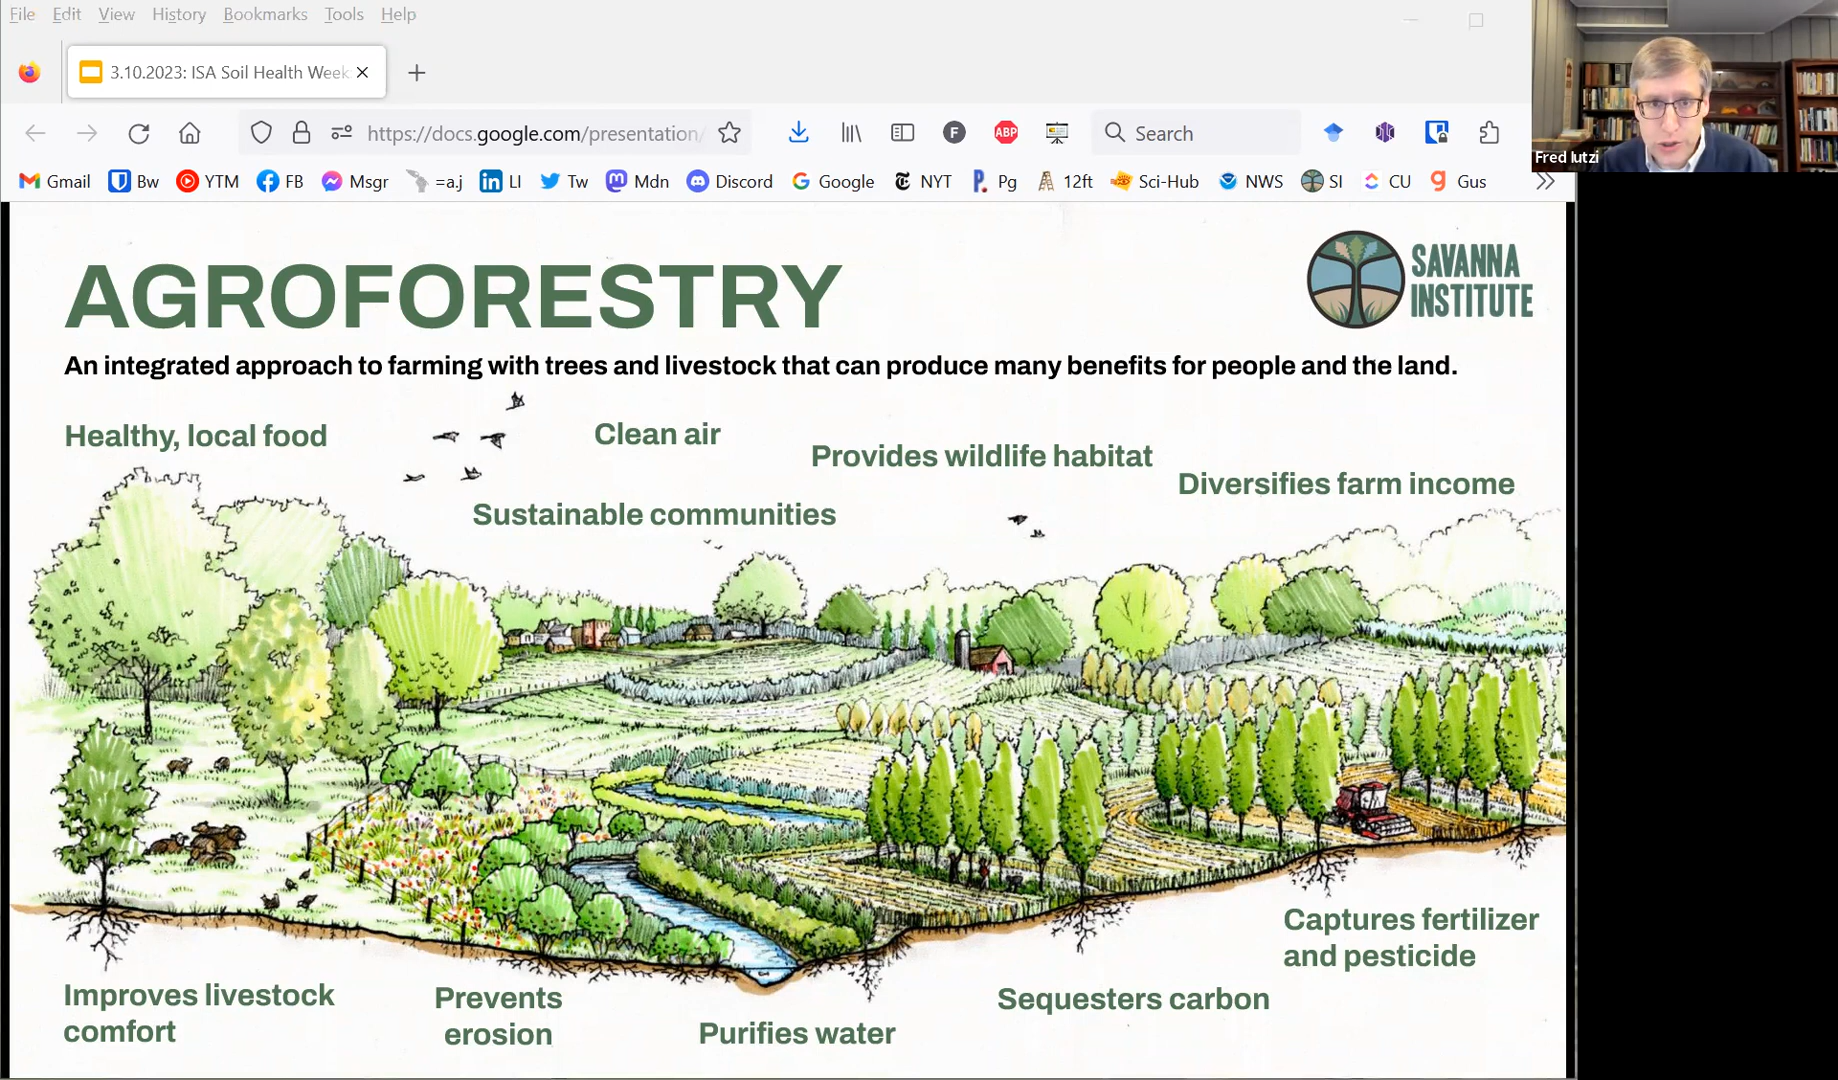 File Edit View History Bookmarks Tools Help
3.10.2023: ISA Soil Health Week
https://docs.google.com/presentation/
F
ABP
Search
Gmail Bw YTM FB Msgr =a.j LI Tw Mdn Discord Google NYT Pg 12ft Sci-Hub NWS SI CU Gus
Fred Iutzi
AGROFORESTRY
SAVANNA
INSTITUTE
An integrated approach to farming with trees and livestock that can produce many benefits for people and the land.
Healthy, local food
Clean air
Provides wildlife habitat
Diversifies farm income
Sustainable communities
Captures fertilizer
and pesticide
Improves livestock
comfort
Prevents
erosion
Purifies water
Sequesters carbon